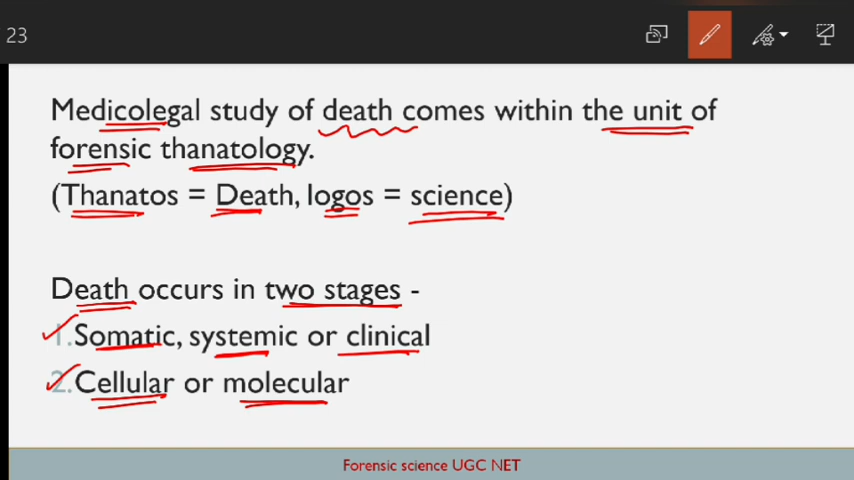 23
Medicolegal study of death comes within the unit of
forensic thanatology.
(Thanatos = Death, logos = science)
Death occurs in two stages -
1. Somatic, systemic or clinical
2. Cellular or molecular
Forensic science UGC NET